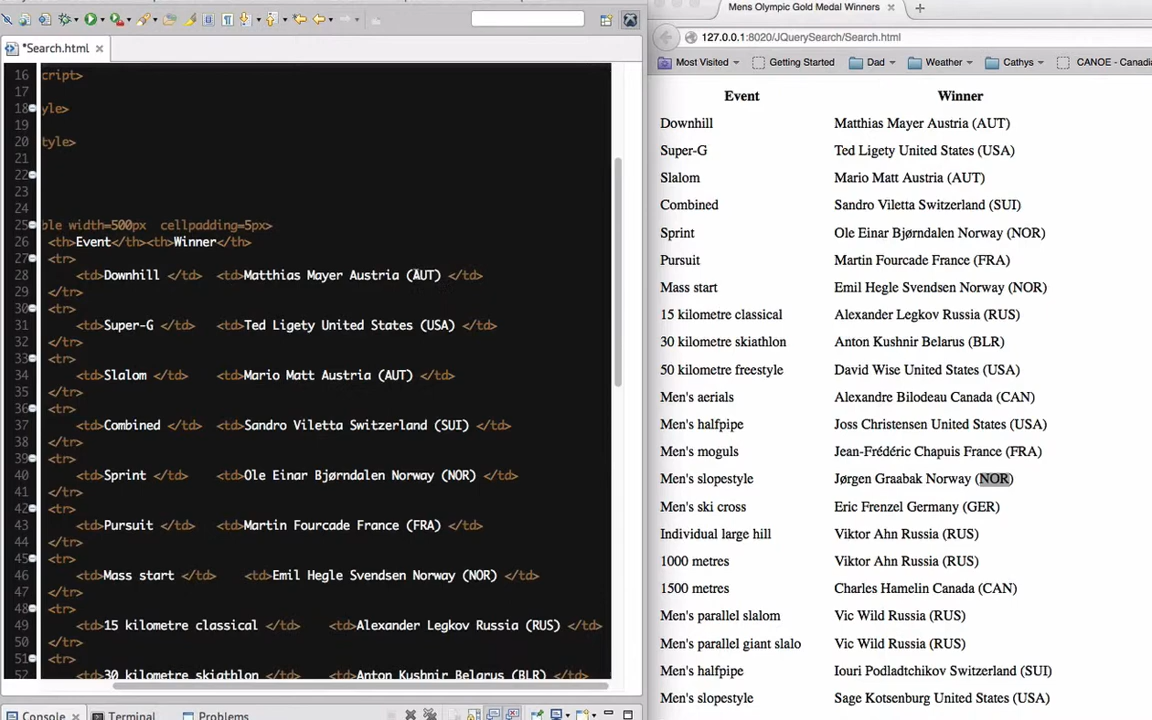 *Search.html
16 cript>
17
18 yle>
19
20 tyle>
21
22
23
24
25 ble width=500px cellpadding=5px>
26 <th>Event</th><th>Winner</th>
27 <tr>
28 <td>Downhill </td> <td>Matthias Mayer Austria (AUT) </td>
29 </tr>
30 <tr>
31 <td>Super-G </td> <td>Ted Ligety United States (USA) </td>
32 </tr>
33 <tr>
34 <td>Slalom </td> <td>Mario Matt Austria (AUT) </td>
35 </tr>
36 <tr>
37 <td>Combined </td> <td>Sandro Viletta Switzerland (SUI) </td>
38 </tr>
39 <tr>
40 <td>Sprint </td> <td>Ole Einar Bjørndalen Norway (NOR) </td>
41 </tr>
42 <tr>
43 <td>Pursuit </td> <td>Martin Fourcade France (FRA) </td>
44 </tr>
45 <tr>
46 <td>Mass start </td> <td>Emil Hegle Svendsen Norway (NOR) </td>
47 </tr>
48 <tr>
49 <td>15 kilometre classical </td> <td>Alexander Legkov Russia (RUS) </td>
50 </tr>
51 <tr>
52 <td>30 kilometre skiathlon </td> <td>Anton Kushnir Belarus (BLR) </td>
Console Terminal Problems
Mens Olympic Gold Medal Winners
127.0.0.1:8020/JQuerySearch/Search.html
Most Visited Getting Started Dad Weather Cathys CANOE - Canadi
Event Winner
Downhill Matthias Mayer Austria (AUT)
Super-G Ted Ligety United States (USA)
Slalom Mario Matt Austria (AUT)
Combined Sandro Viletta Switzerland (SUI)
Sprint Ole Einar Bjørndalen Norway (NOR)
Pursuit Martin Fourcade France (FRA)
Mass start Emil Hegle Svendsen Norway (NOR)
15 kilometre classical Alexander Legkov Russia (RUS)
30 kilometre skiathlon Anton Kushnir Belarus (BLR)
50 kilometre freestyle David Wise United States (USA)
Men's aerials Alexandre Bilodeau Canada (CAN)
Men's halfpipe Joss Christensen United States (USA)
Men's moguls Jean-Frédéric Chapuis France (FRA)
Men's slopestyle Jørgen Graabak Norway (NOR)
Men's ski cross Eric Frenzel Germany (GER)
Individual large hill Viktor Ahn Russia (RUS)
1000 metres Viktor Ahn Russia (RUS)
1500 metres Charles Hamelin Canada (CAN)
Men's parallel slalom Vic Wild Russia (RUS)
Men's parallel giant slalo Vic Wild Russia (RUS)
Men's halfpipe Iouri Podladtchikov Switzerland (SUI)
Men's slopestyle Sage Kotsenburg United States (USA)